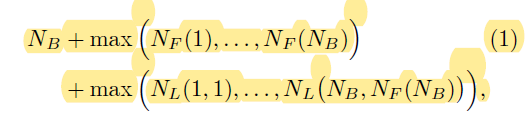 N_B + max(N_F(1), …, N_F(N_B)) (1)
+ max(N_L(1, 1), …, N_L(N_B, N_F(N_B))),